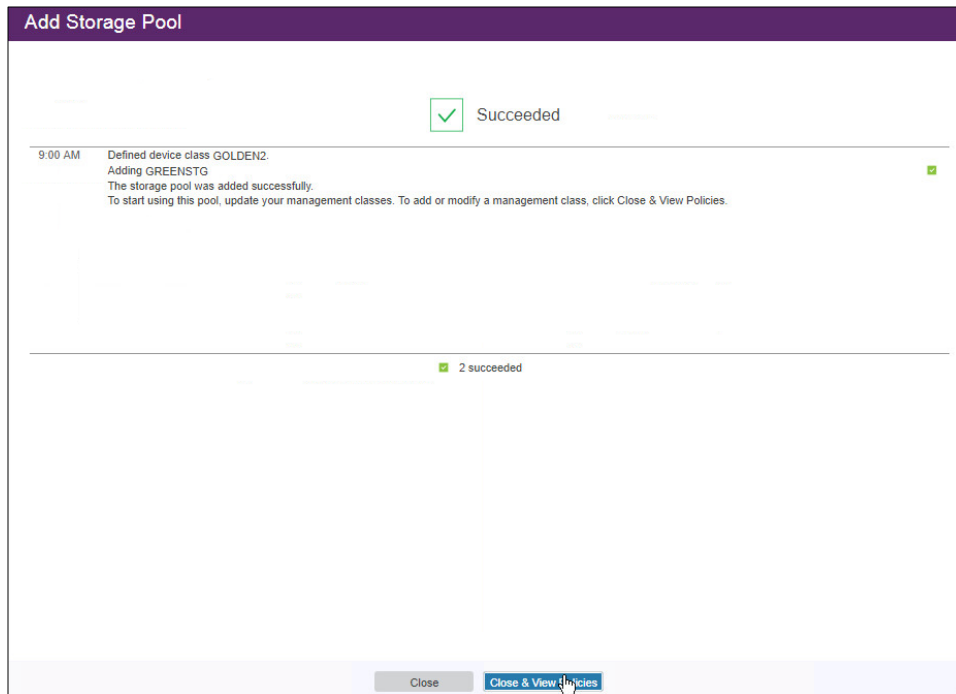 Add Storage Pool
Succeeded
9:00 AM Defined device class GOLDEN2.
Adding GREENSTG
The storage pool was added successfully.
To start using this pool, update your management classes. To add or modify a management class, click Close & View Policies.
2 succeeded
Close Close & View Policies